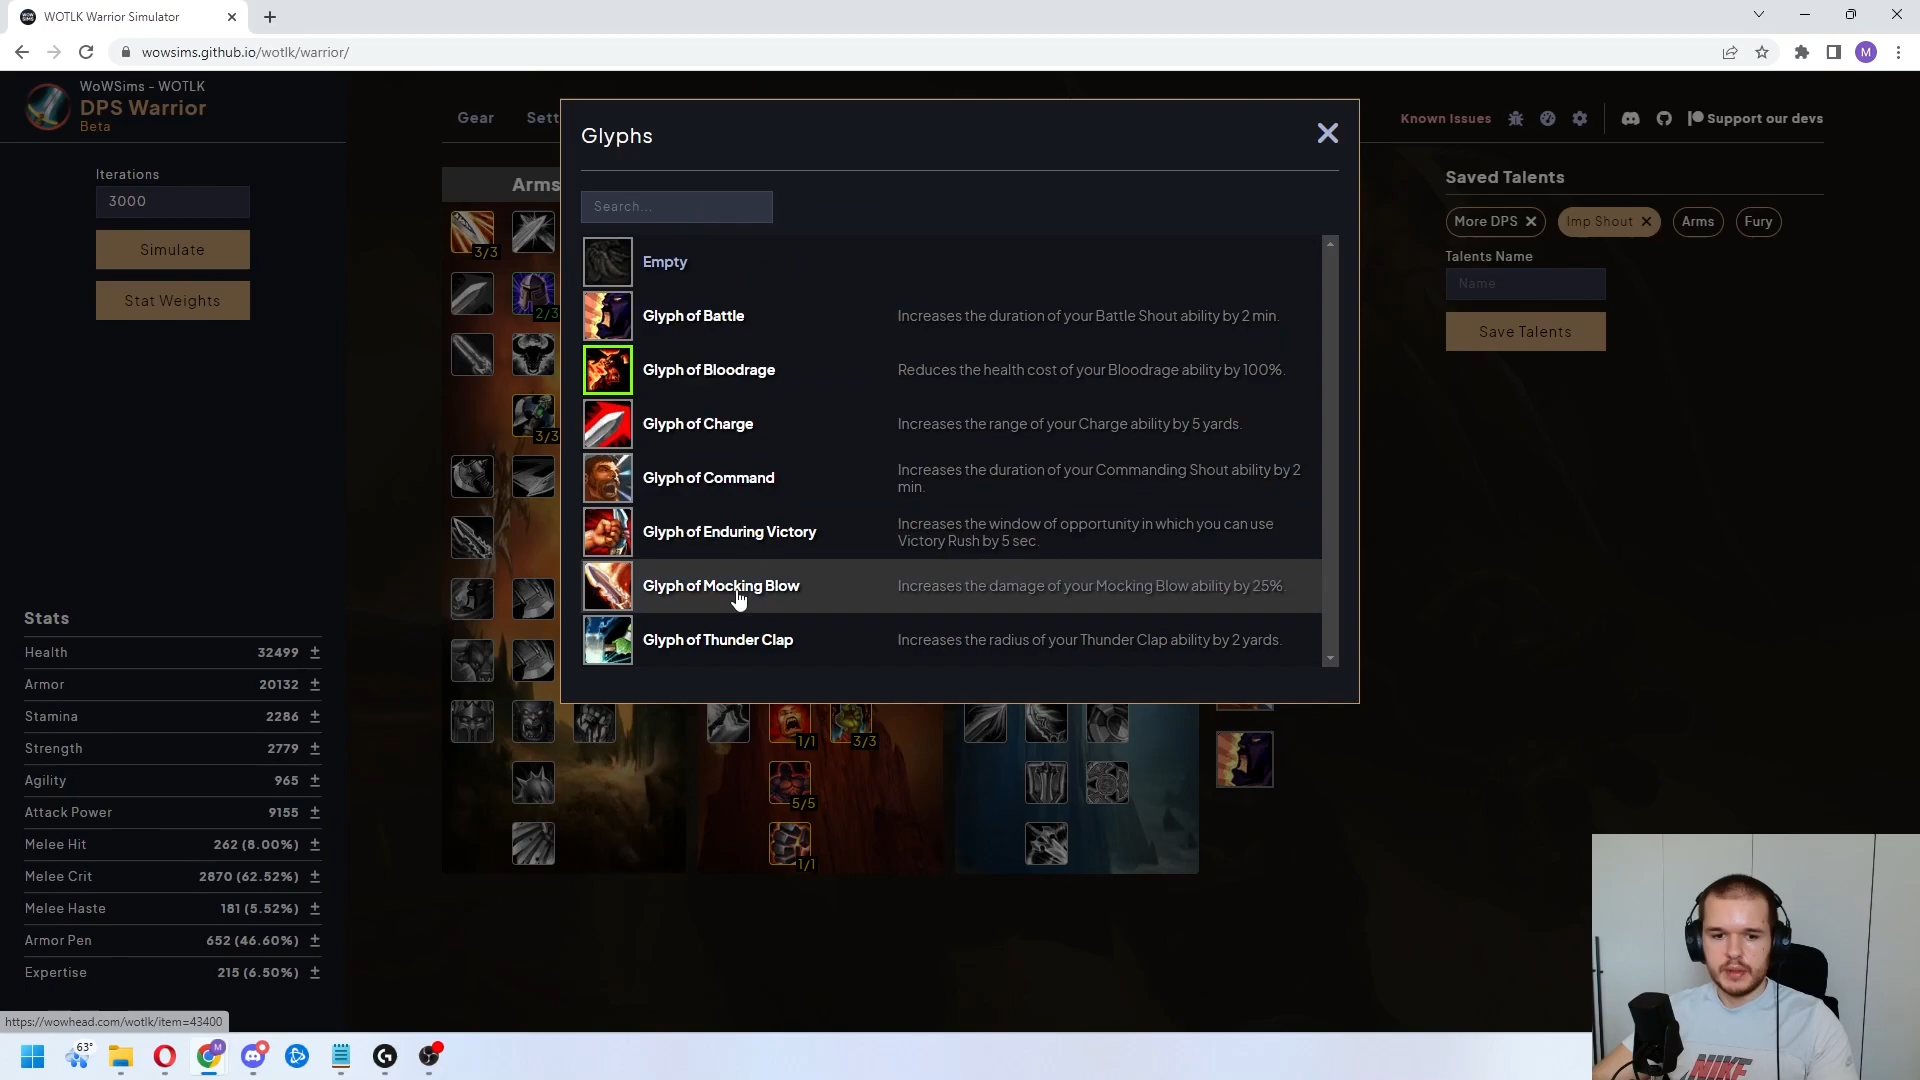 WOTLK Warrior Simulator
wowsims.github.io/wotlk/warrior/
M
WoWSims - WOTLK
DPS Warrior
Beta
Gear
Sett
Known Issues
Support our devs
Iterations
3000
Simulate
Stat Weights
Arms
3/3
2/3
3/3
Glyphs
Search...
Empty
Glyph of Battle
Increases the duration of your Battle Shout ability by 2 min.
Glyph of Bloodrage
Reduces the health cost of your Bloodrage ability by 100%.
Glyph of Charge
Increases the range of your Charge ability by 5 yards.
Glyph of Command
Increases the duration of your Commanding Shout ability by 2
min.
Glyph of Enduring Victory
Increases the window of opportunity in which you can use
Victory Rush by 5 sec.
Glyph of Mocking Blow
Increases the damage of your Mocking Blow ability by 25%.
Glyph of Thunder Clap
Increases the radius of your Thunder Clap ability by 2 yards.
1/1
3/3
5/5
1/1
Saved Talents
More DPS
Imp Shout
Arms
Fury
Talents Name
Name
Save Talents
Stats
Health 32499
Armor 20132
Stamina 2286
Strength 2779
Agility 965
Attack Power 9155
Melee Hit 262 (8.00%)
Melee Crit 2870 (62.52%)
Melee Haste 181 (5.52%)
Armor Pen 652 (46.60%)
Expertise 215 (6.50%)
https://wowhead.com/wotlk/item=43400
63°
M
NIKE